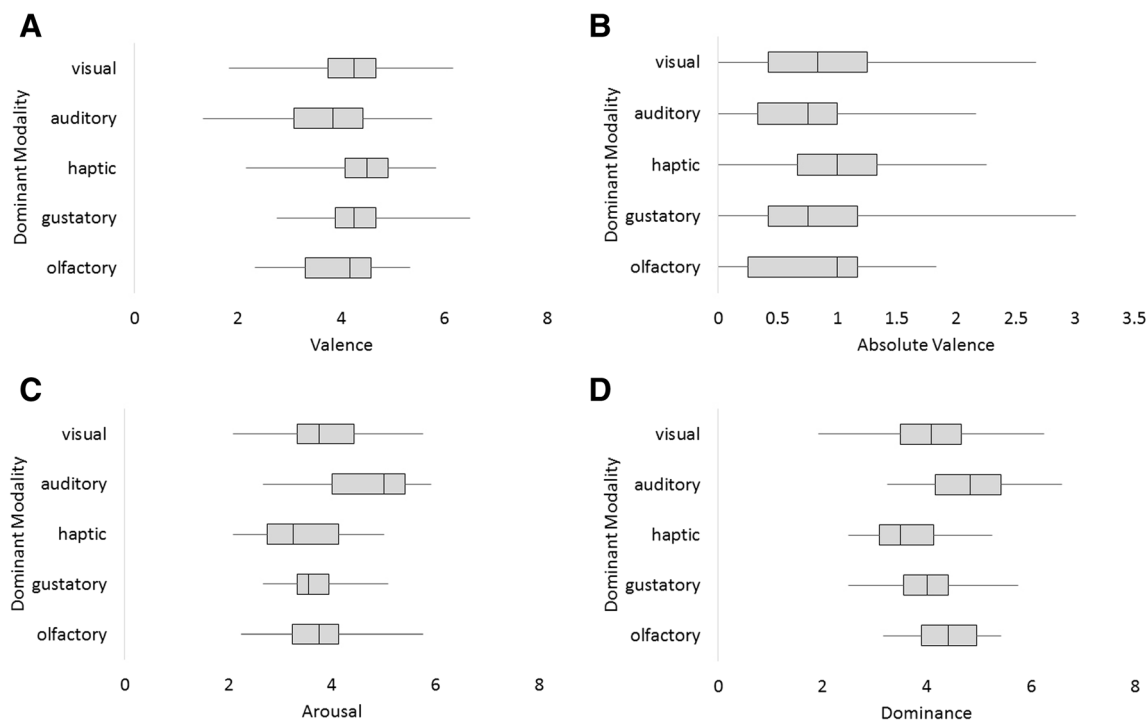 A
Dominant Modality
visual
auditory
haptic
gustatory
olfactory
0 2 4 6 8
Valence
B
Dominant Modality
visual
auditory
haptic
gustatory
olfactory
0 0.5 1 1.5 2 2.5 3 3.5
Absolute Valence
C
Dominant Modality
visual
auditory
haptic
gustatory
olfactory
0 2 4 6 8
Arousal
D
Dominant Modality
visual
auditory
haptic
gustatory
olfactory
0 2 4 6 8
Dominance